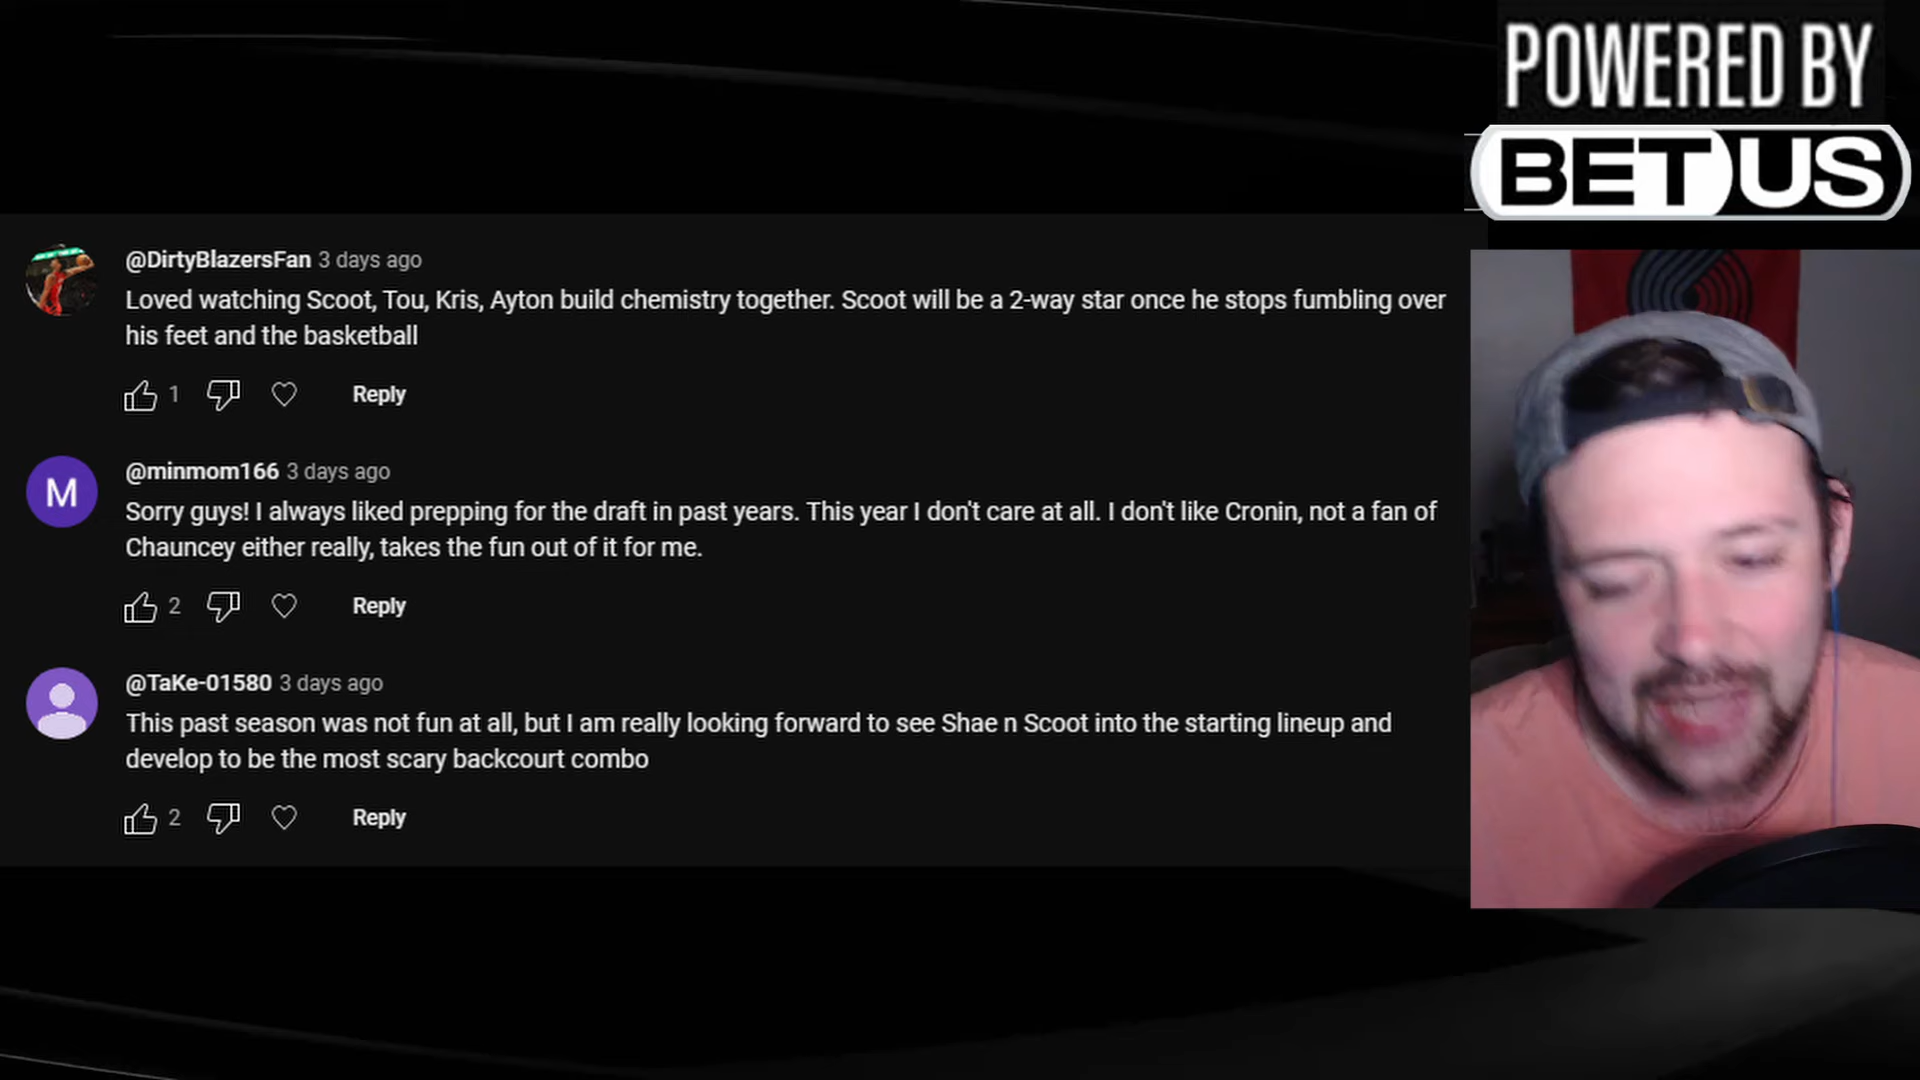 POWERED BY
BETUS
@DirtyBlazersFan 3 days ago
Loved watching Scoot, Tou, Kris, Ayton build chemistry together. Scoot will be a 2-way star once he stops fumbling over
his feet and the basketball
1 Reply
M
@minmom166 3 days ago
Sorry guys! I always liked prepping for the draft in past years. This year I don't care at all. I don't like Cronin, not a fan of
Chauncey either really, takes the fun out of it for me.
2 Reply
@TaKe-01580 3 days ago
This past season was not fun at all, but I am really looking forward to see Shae n Scoot into the starting lineup and
develop to be the most scary backcourt combo
2 Reply